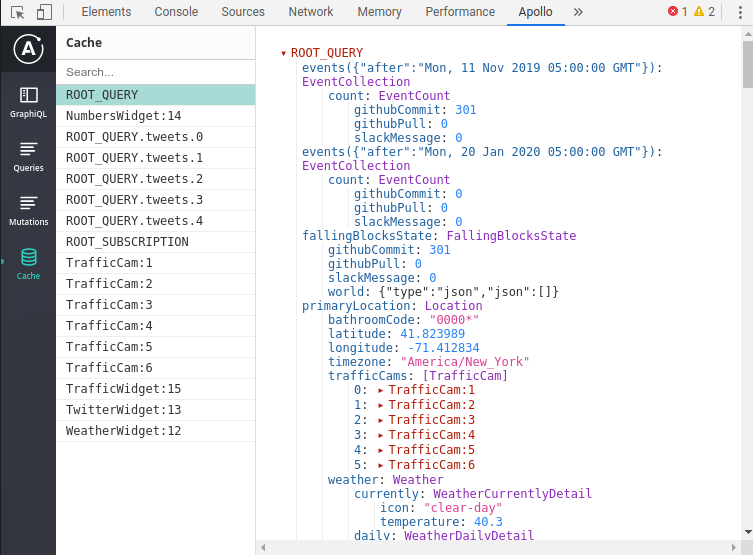 Elements Console Sources Network Memory Performance Apollo » 1 2
A
GraphiQL
Queries
Mutations
Cache
Cache
Search...
ROOT_QUERY
NumbersWidget:14
ROOT_QUERY.tweets.0
ROOT_QUERY.tweets.1
ROOT_QUERY.tweets.2
ROOT_QUERY.tweets.3
ROOT_QUERY.tweets.4
ROOT_SUBSCRIPTION
TrafficCam:1
TrafficCam:2
TrafficCam:3
TrafficCam:4
TrafficCam:5
TrafficCam:6
TrafficWidget:15
TwitterWidget:13
WeatherWidget:12
▾ ROOT_QUERY
events({"after":"Mon, 11 Nov 2019 05:00:00 GMT"}):
EventCollection
count: EventCount
githubCommit: 301
githubPull: 0
slackMessage: 0
events({"after":"Mon, 20 Jan 2020 05:00:00 GMT"}):
EventCollection
count: EventCount
githubCommit: 0
githubPull: 0
slackMessage: 0
fallingBlocksState: FallingBlocksState
githubCommit: 301
githubPull: 0
slackMessage: 0
world: {"type":"json","json":[]}
primaryLocation: Location
bathroomCode: "0000*"
latitude: 41.823989
longitude: -71.412834
timezone: "America/New_York"
trafficCams: [TrafficCam]
0: ▸ TrafficCam:1
1: ▸ TrafficCam:2
2: ▸ TrafficCam:3
3: ▸ TrafficCam:4
4: ▸ TrafficCam:5
5: ▸ TrafficCam:6
weather: Weather
currently: WeatherCurrentlyDetail
icon: "clear-day"
temperature: 40.3
daily: WeatherDailyDetail